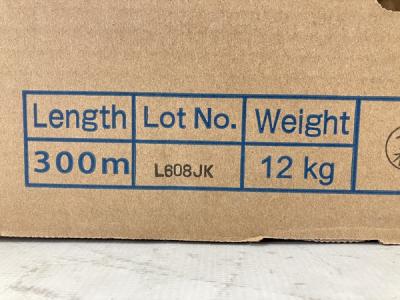 Length Lot No. Weight
300m L608JK 12 kg